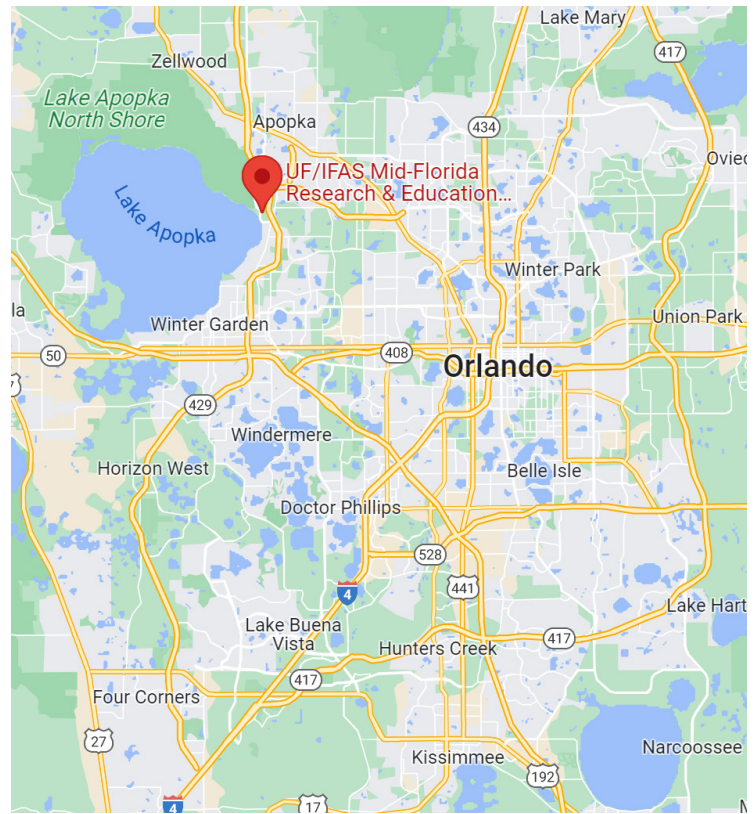 Lake Mary
417
Zellwood
Lake Apopka
North Shore
Apopka
434
Ovied
UF/IFAS Mid-Florida
Research & Education...
Lake Apopka
Winter Park
la
Winter Garden
Union Park
50
408
Orlando
429
Windermere
Horizon West
Belle Isle
Doctor Phillips
528
4
441
Lake Hart
Lake Buena
Vista
417
Hunters Creek
417
Four Corners
27
Narcoossee
Kissimmee
192
4
17